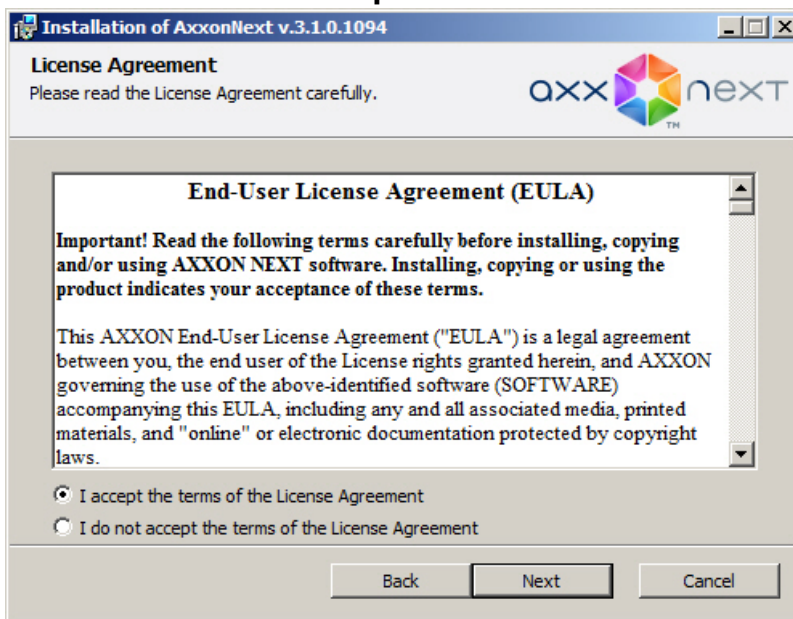 Installation of AxxonNext v.3.1.0.1094
License Agreement
Please read the License Agreement carefully.
axx next
TM
End-User License Agreement (EULA)
Important! Read the following terms carefully before installing, copying
and/or using AXXON NEXT software. Installing, copying or using the
product indicates your acceptance of these terms.
This AXXON End-User License Agreement ("EULA") is a legal agreement
between you, the end user of the License rights granted herein, and AXXON
governing the use of the above-identified software (SOFTWARE)
accompanying this EULA, including any and all associated media, printed
materials, and "online" or electronic documentation protected by copyright
laws.
I accept the terms of the License Agreement
I do not accept the terms of the License Agreement
Back Next Cancel